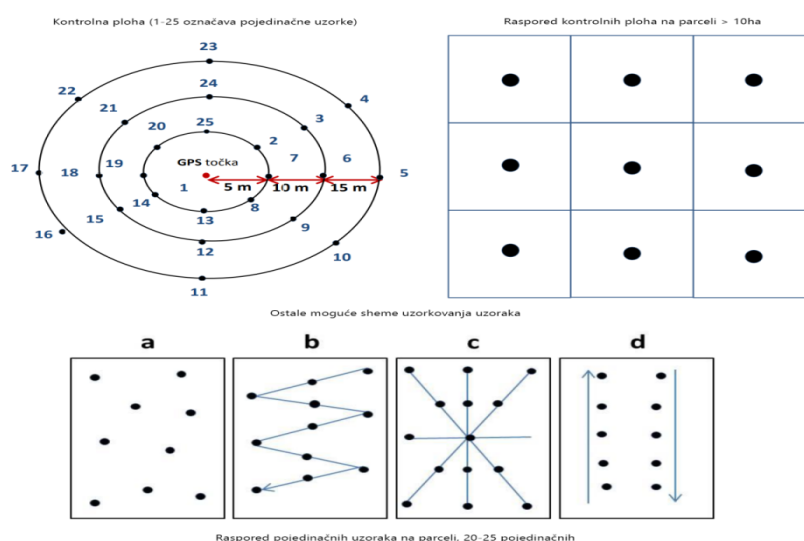 Kontrolna ploha (1-25 označava pojedinačne uzorke)
Raspored kontrolnih ploha na parceli > 10ha
23
22
24
4
21
3
20
25
2
GPS točka
7
6
17
18
19
5
1
5 m
10 m
15 m
14
8
15
13
9
16
12
10
11
Ostale moguće sheme uzorkovanja uzoraka
a
b
c
d
Raspored pojedinačnih uzoraka na parceli, 20-25 pojedinačnih